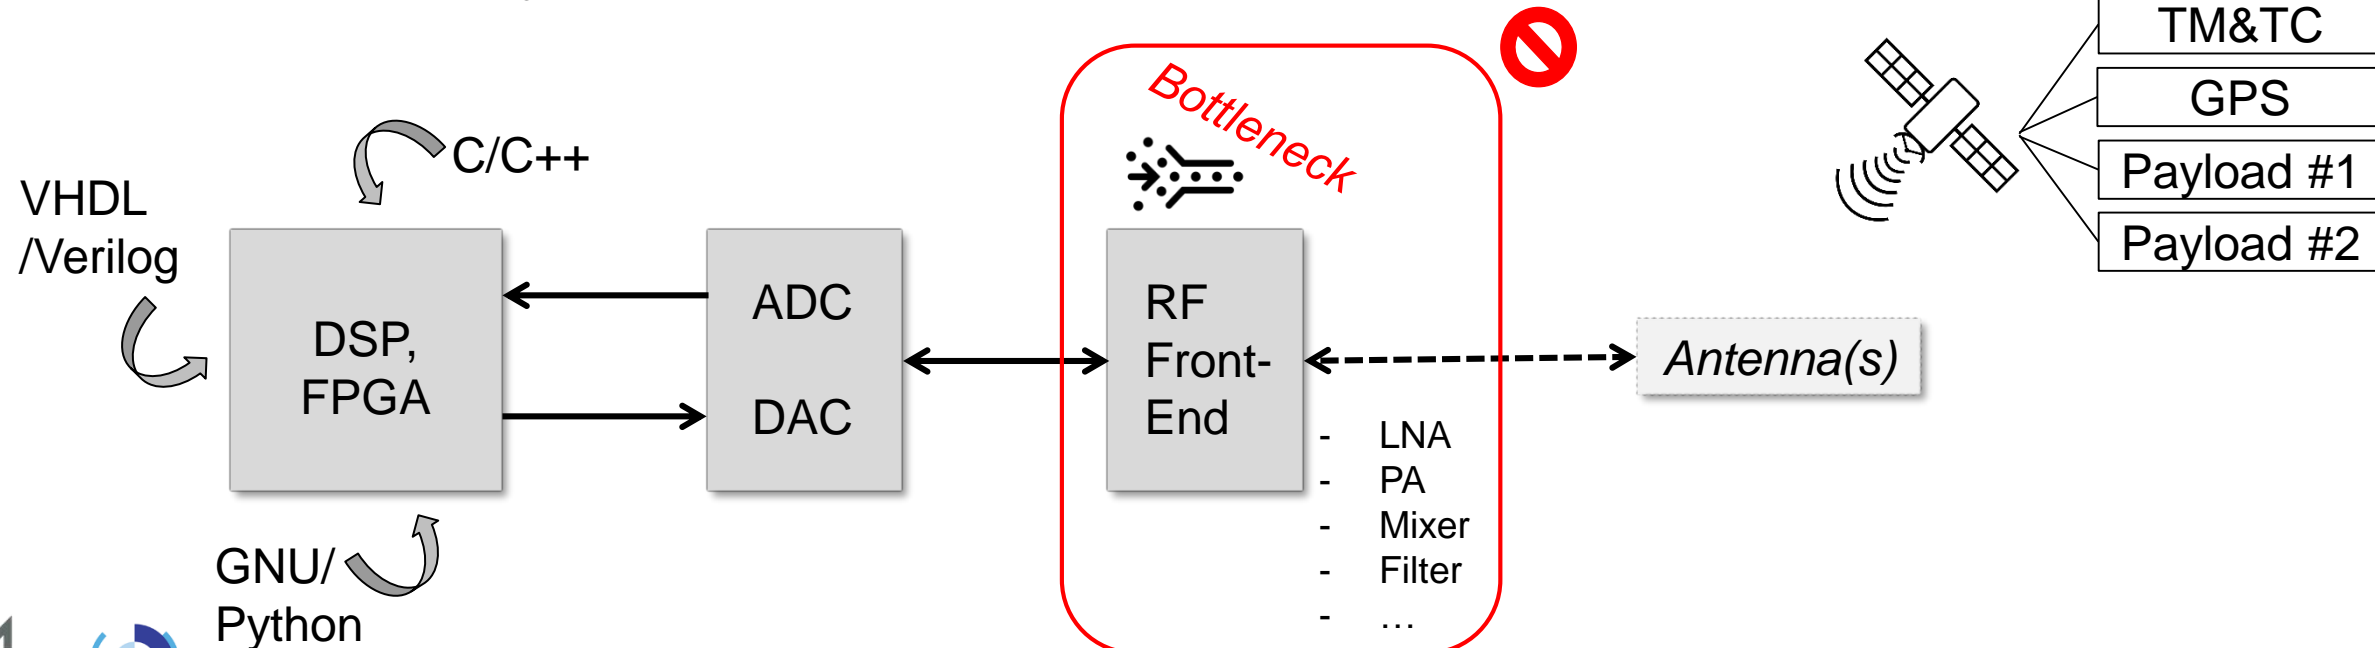 TM&TC
GPS
Payload #1
Payload #2
Bottleneck
C/C++
VHDL
/Verilog
DSP,
FPGA
ADC
DAC
RF
Front-
End
Antenna(s)
- LNA
- PA
- Mixer
- Filter
- …
GNU/
Python